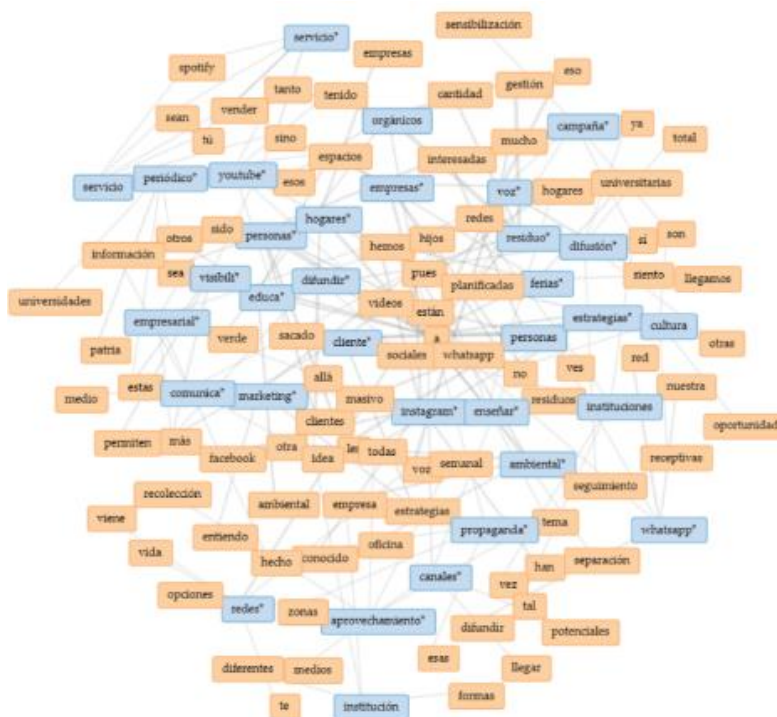 sensibilización
servicio*
empresas
spotify
eso
gestión
tanto
tenido
cantidad
vender
sean
orgánicos
campaña*
ya
tú
sino
mucho
total
espacios
interesadas
servicio
periódico*
youtube*
esos
empresas*
voz*
hogares
universitarias
hogares*
redes
otros
sido
personas*
hijos
residuo*
difusión*
sí
son
información
hemos
sea
visibili*
difundir*
pues
planificadas
ferias*
siento
llegamos
educa*
universidades
videos
están
empresarial*
estrategias*
cultura
verde
sacado
cliente*
a
personas
otras
patria
sociales
whatsapp
red
allá
no
ves
nuestra
estas
comunica*
marketing*
masivo
medio
residuos
instituciones
instagram*
enseñar*
clientes
oportunidad
permiten
más
otra
facebook
idea
todas
voz
semanal
ambiental*
receptivas
seguimiento
recolección
ambiental
empresa
estrategias
viene
tema
propaganda*
whatsapp*
vida
entiendo
oficina
hecho
conocido
separación
han
canales*
vez
opciones
redes*
zonas
tal
aprovechamiento*
difundir
potenciales
esas
diferentes
medios
llegar
formas
te
institución